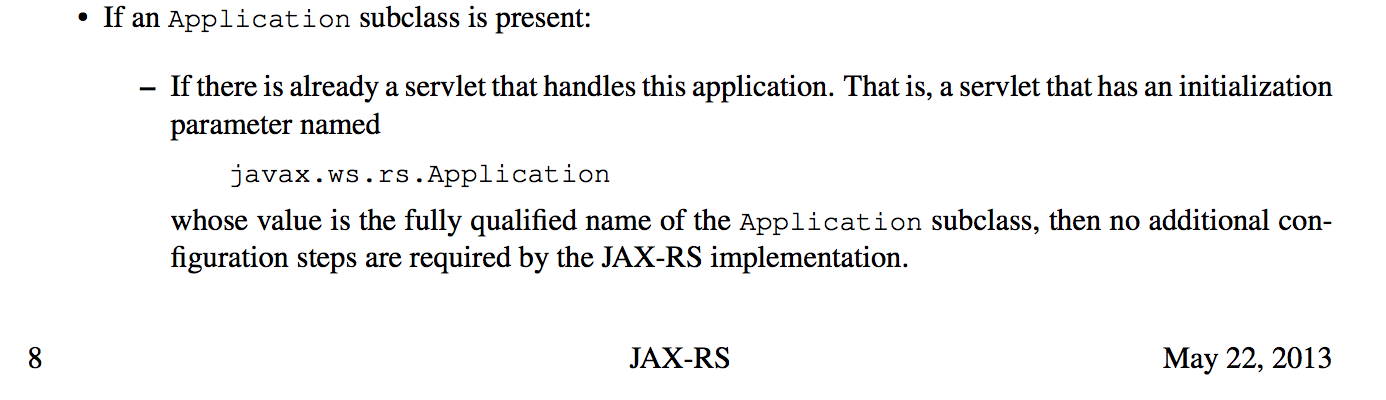 • If an Application subclass is present:
– If there is already a servlet that handles this application. That is, a servlet that has an initialization
parameter named
javax.ws.rs.Application
whose value is the fully qualified name of the Application subclass, then no additional con-
figuration steps are required by the JAX-RS implementation.
8 JAX-RS May 22, 2013